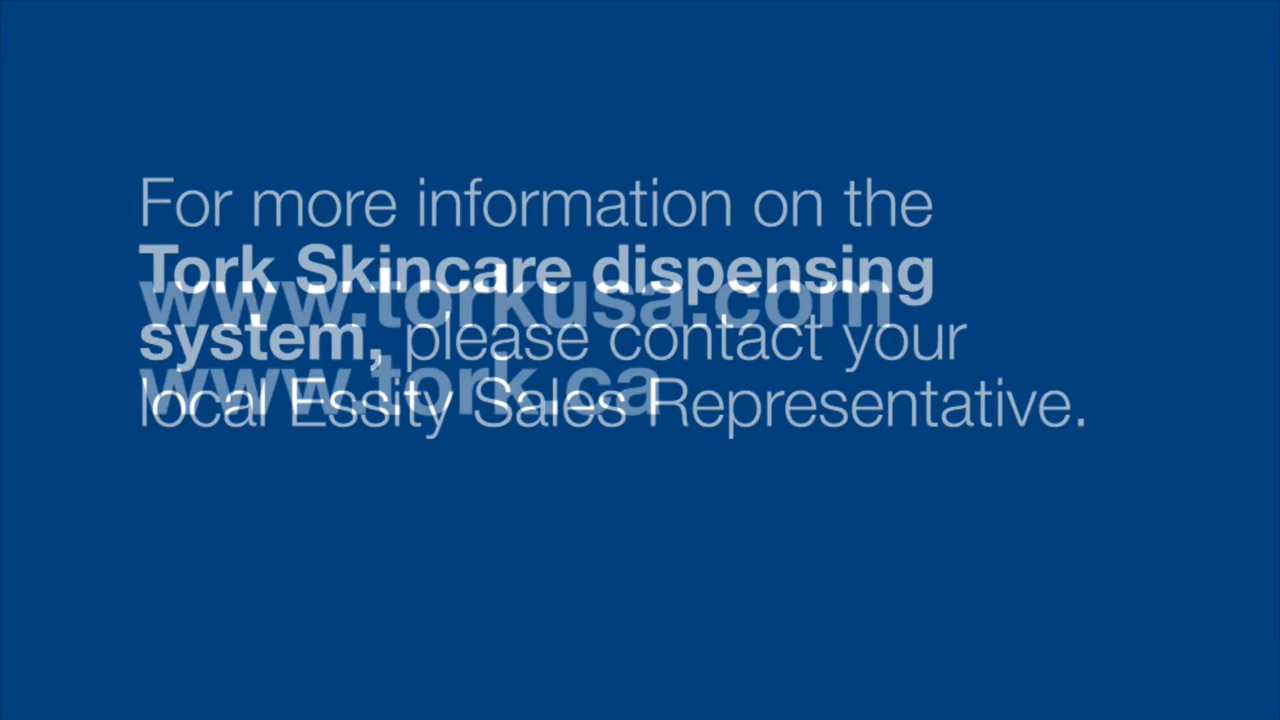 For more information on the
Tork Skincare dispensing
www.torkusa.com
system, please contact your
www.tork.ca
local Essity Sales Representative.